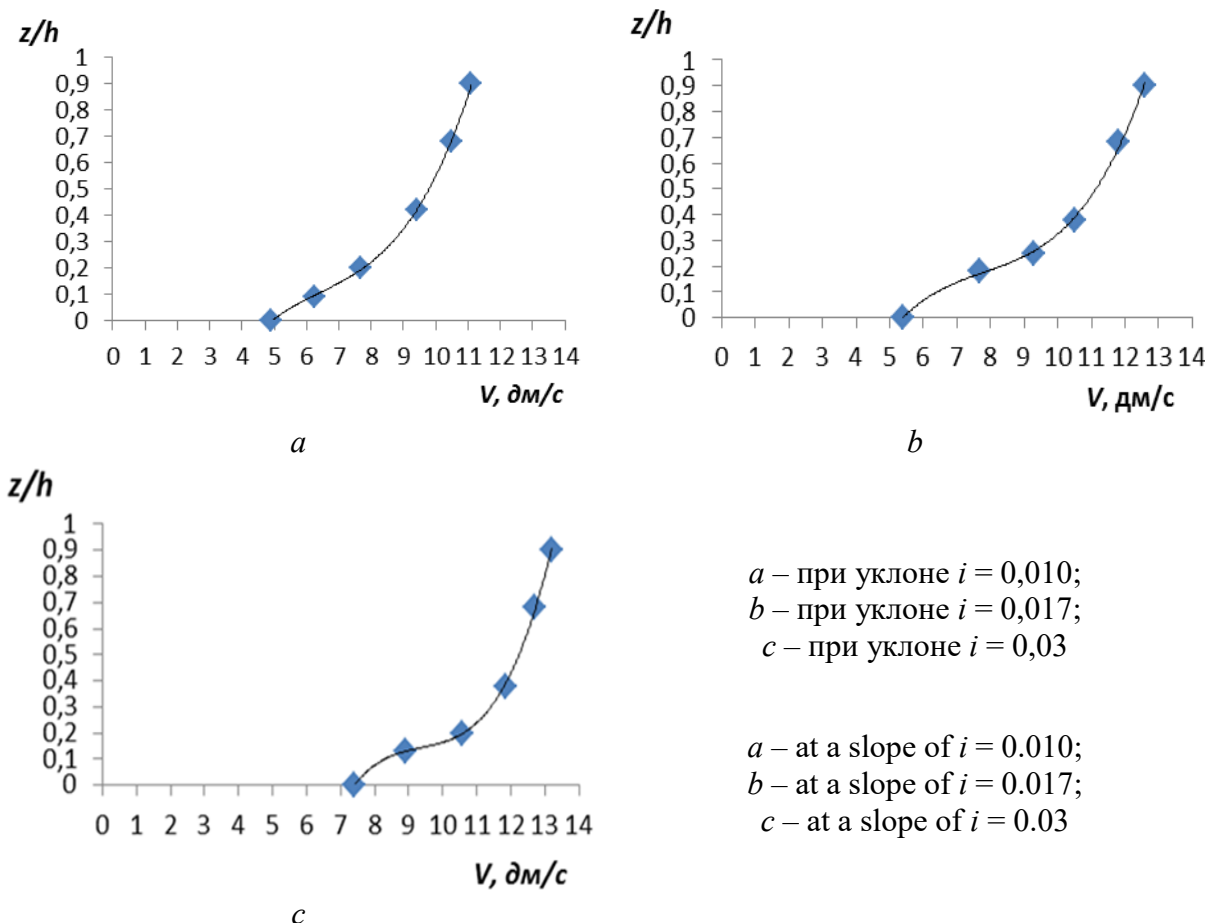 z/h
1
0,9
0,8
0,7
0,6
0,5
0,4
0,3
0,2
0,1
0
0 1 2 3 4 5 6 7 8 9 10 11 12 13 14
V, дм/с
a
z/h
1
0,9
0,8
0,7
0,6
0,5
0,4
0,3
0,2
0,1
0
0 1 2 3 4 5 6 7 8 9 10 11 12 13 14
V, дм/с
b
z/h
1
0,9
0,8
0,7
0,6
0,5
0,4
0,3
0,2
0,1
0
0 1 2 3 4 5 6 7 8 9 10 11 12 13 14
V, дм/с
c
a – при уклоне i = 0,010;
b – при уклоне i = 0,017;
c – при уклоне i = 0,03
a – at a slope of i = 0.010;
b – at a slope of i = 0.017;
c – at a slope of i = 0.03